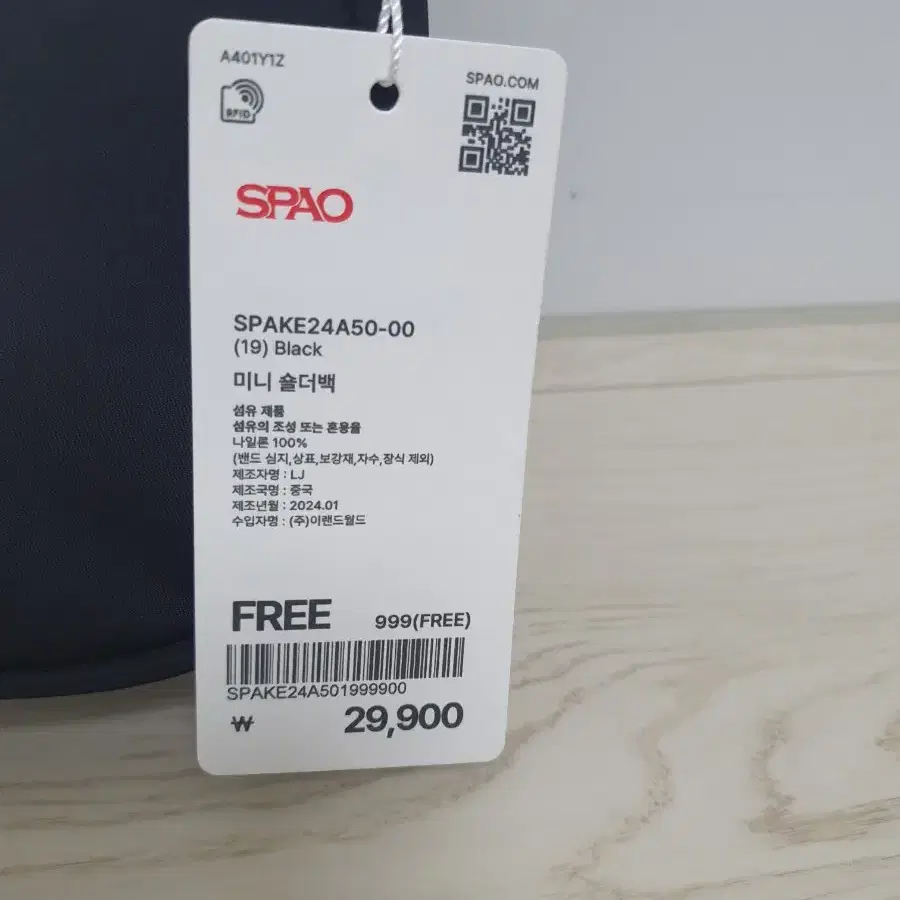 A401Y1Z
RFID
SPAO.COM
SPAO
SPAKE24A50-00
(19) Black
미니 숄더백
섬유 제품
섬유의 조성 또는 혼용율
나일론 100%
(밴드 심지,상표,보강재,자수,장식 제외)
제조자명 : LJ
제조국명 : 중국
제조년월 : 2024.01
수입자명 : (주)이랜드월드
FREE 999(FREE)
SPAKE24A501999900
₩ 29,900